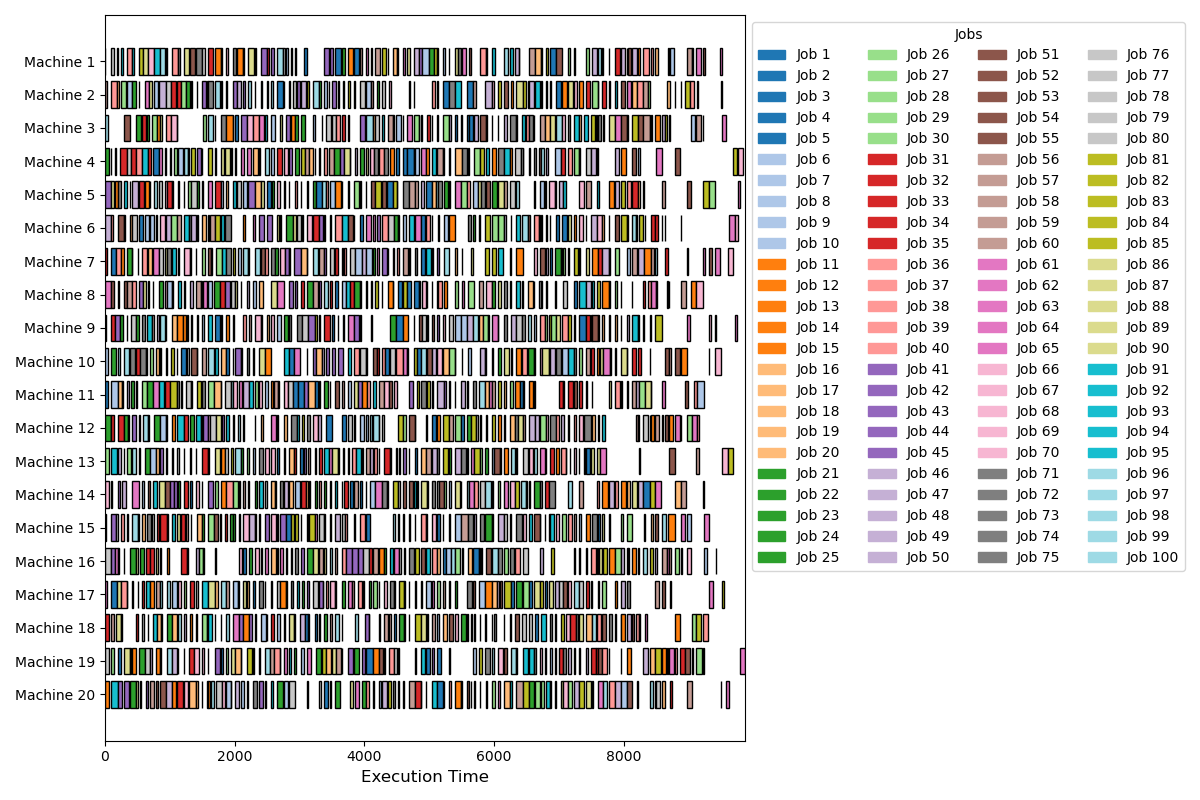 Machine 1
Machine 2
Machine 3
Machine 4
Machine 5
Machine 6
Machine 7
Machine 8
Machine 9
Machine 10
Machine 11
Machine 12
Machine 13
Machine 14
Machine 15
Machine 16
Machine 17
Machine 18
Machine 19
Machine 20
0 2000 4000 6000 8000
Execution Time
Jobs
Job 1 Job 26 Job 51 Job 76
Job 2 Job 27 Job 52 Job 77
Job 3 Job 28 Job 53 Job 78
Job 4 Job 29 Job 54 Job 79
Job 5 Job 30 Job 55 Job 80
Job 6 Job 31 Job 56 Job 81
Job 7 Job 32 Job 57 Job 82
Job 8 Job 33 Job 58 Job 83
Job 9 Job 34 Job 59 Job 84
Job 10 Job 35 Job 60 Job 85
Job 11 Job 36 Job 61 Job 86
Job 12 Job 37 Job 62 Job 87
Job 13 Job 38 Job 63 Job 88
Job 14 Job 39 Job 64 Job 89
Job 15 Job 40 Job 65 Job 90
Job 16 Job 41 Job 66 Job 91
Job 17 Job 42 Job 67 Job 92
Job 18 Job 43 Job 68 Job 93
Job 19 Job 44 Job 69 Job 94
Job 20 Job 45 Job 70 Job 95
Job 21 Job 46 Job 71 Job 96
Job 22 Job 47 Job 72 Job 97
Job 23 Job 48 Job 73 Job 98
Job 24 Job 49 Job 74 Job 99
Job 25 Job 50 Job 75 Job 100